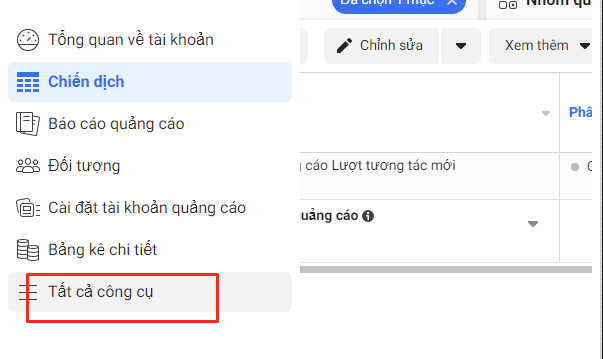 Đã chọn 1 mục
Nhóm qu
Tổng quan về tài khoản
Chỉnh sửa
Xem thêm
Chiến dịch
Báo cáo quảng cáo
Phâ
Đối tượng
g cáo Lượt tương tác mới
Cài đặt tài khoản quảng cáo
uảng cáo
Bảng kê chi tiết
Tất cả công cụ